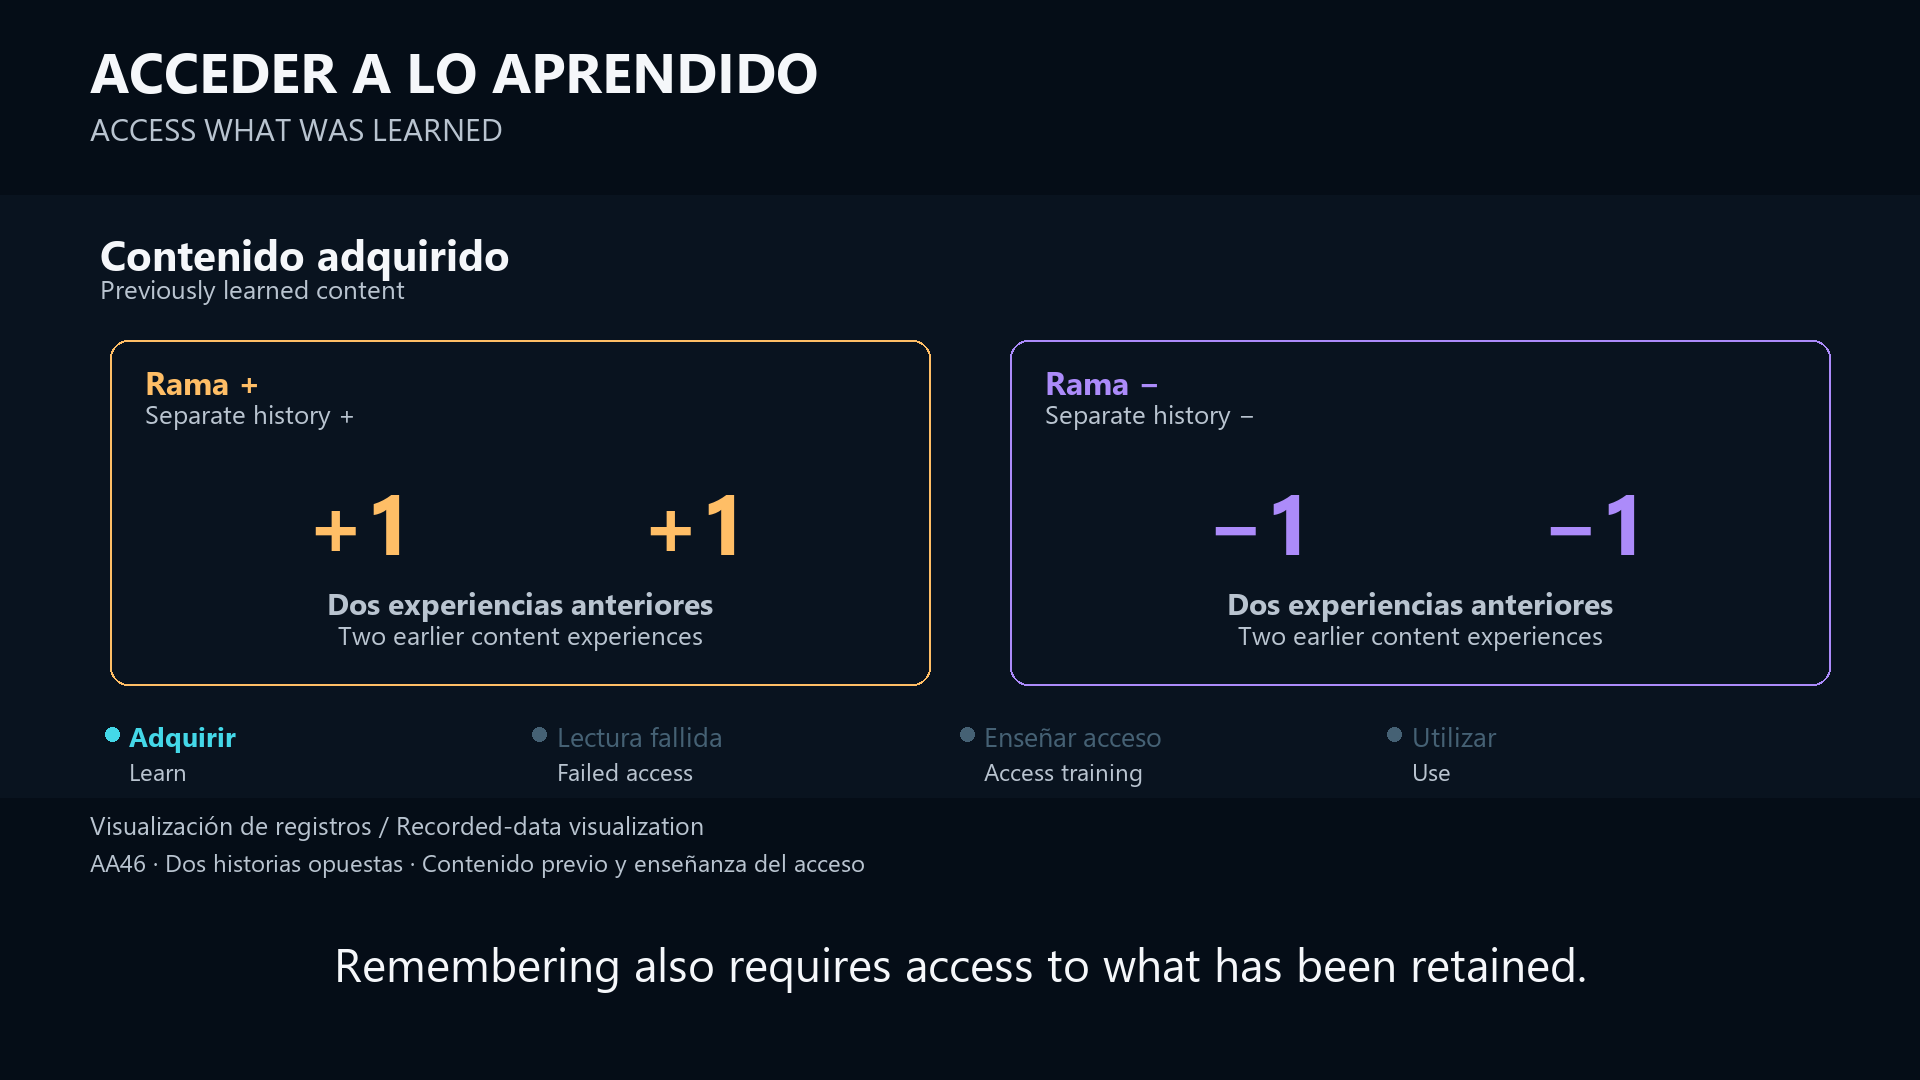 ACCEDER A LO APRENDIDO
ACCESS WHAT WAS LEARNED
Contenido adquirido
Previously learned content
Rama +
Separate history +
+1 +1
Dos experiencias anteriores
Two earlier content experiences
Rama −
Separate history −
−1 −1
Dos experiencias anteriores
Two earlier content experiences
Adquirir
Learn
Lectura fallida
Failed access
Enseñar acceso
Access training
Utilizar
Use
Visualización de registros / Recorded-data visualization
AA46 · Dos historias opuestas · Contenido previo y enseñanza del acceso
Remembering also requires access to what has been retained.